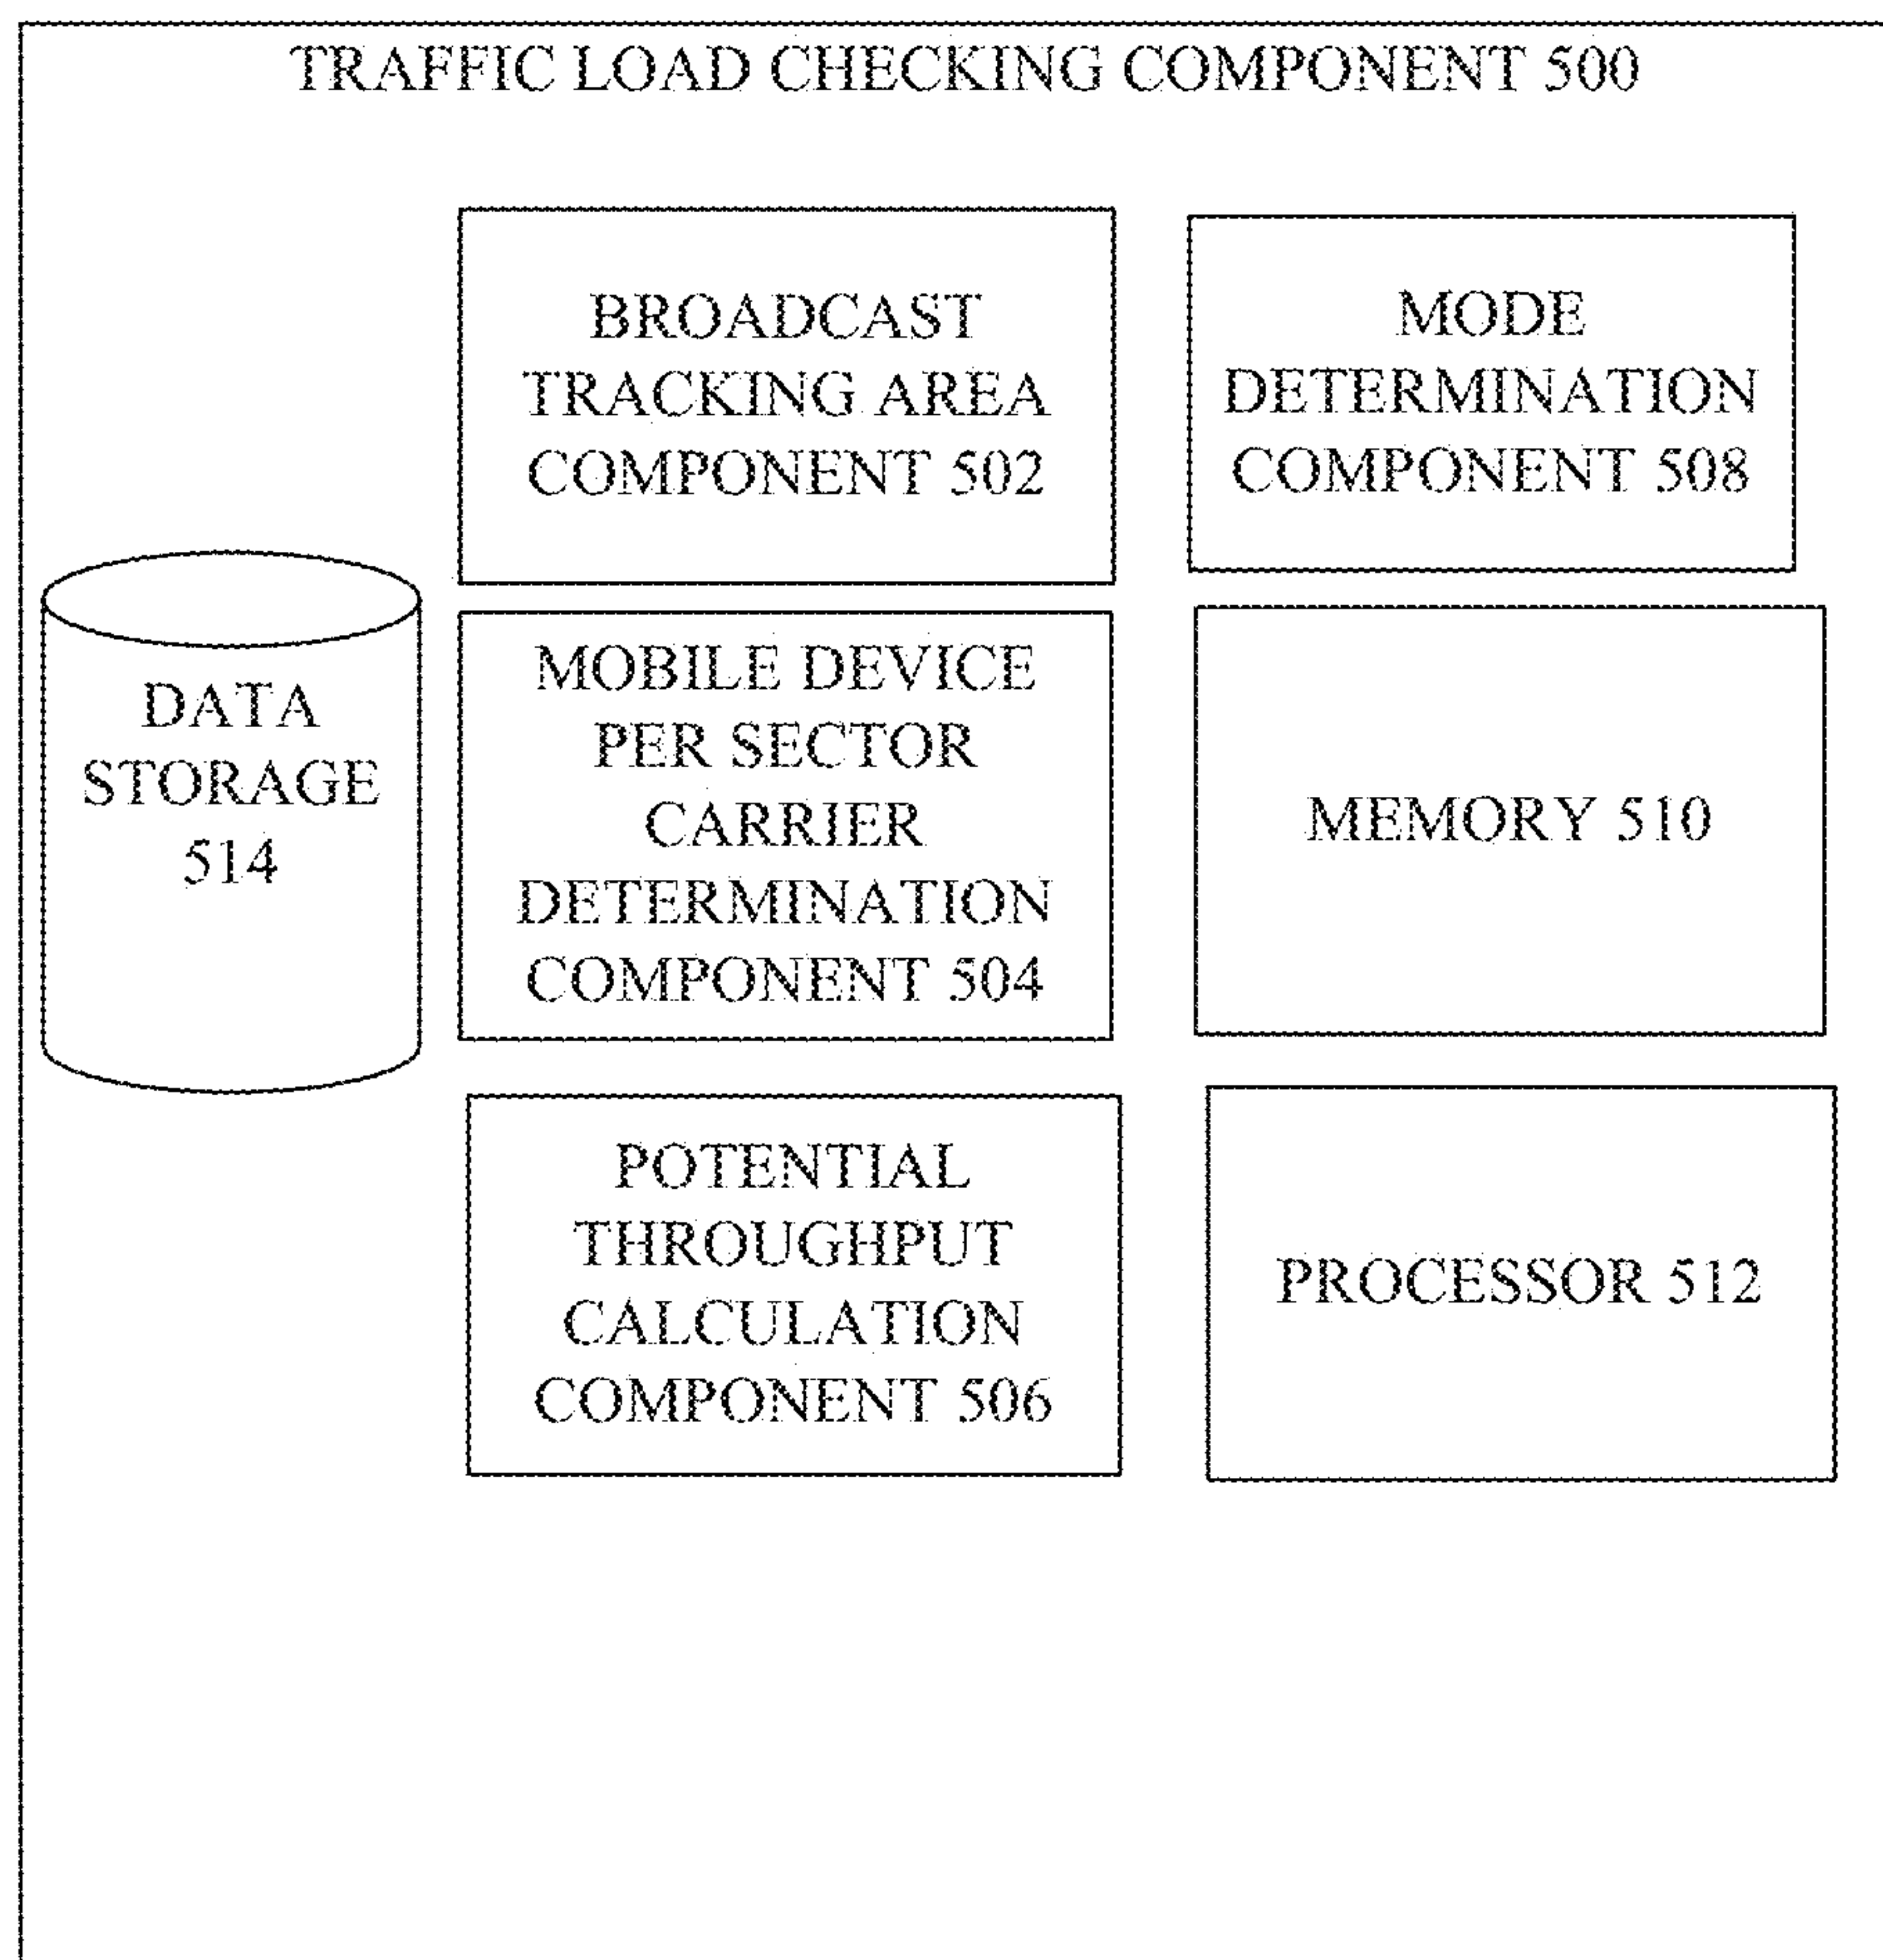 TRAFFIC LOAD CHECKING COMPONENT 500
BROADCAST
TRACKING AREA
COMPONENT 502
MODE
DETERMINATION
COMPONENT 508
DATA
STORAGE
514
MOBILE DEVICE
PER SECTOR
CARRIER
DETERMINATION
COMPONENT 504
MEMORY 510
POTENTIAL
THROUGHPUT
CALCULATION
COMPONENT 506
PROCESSOR 512